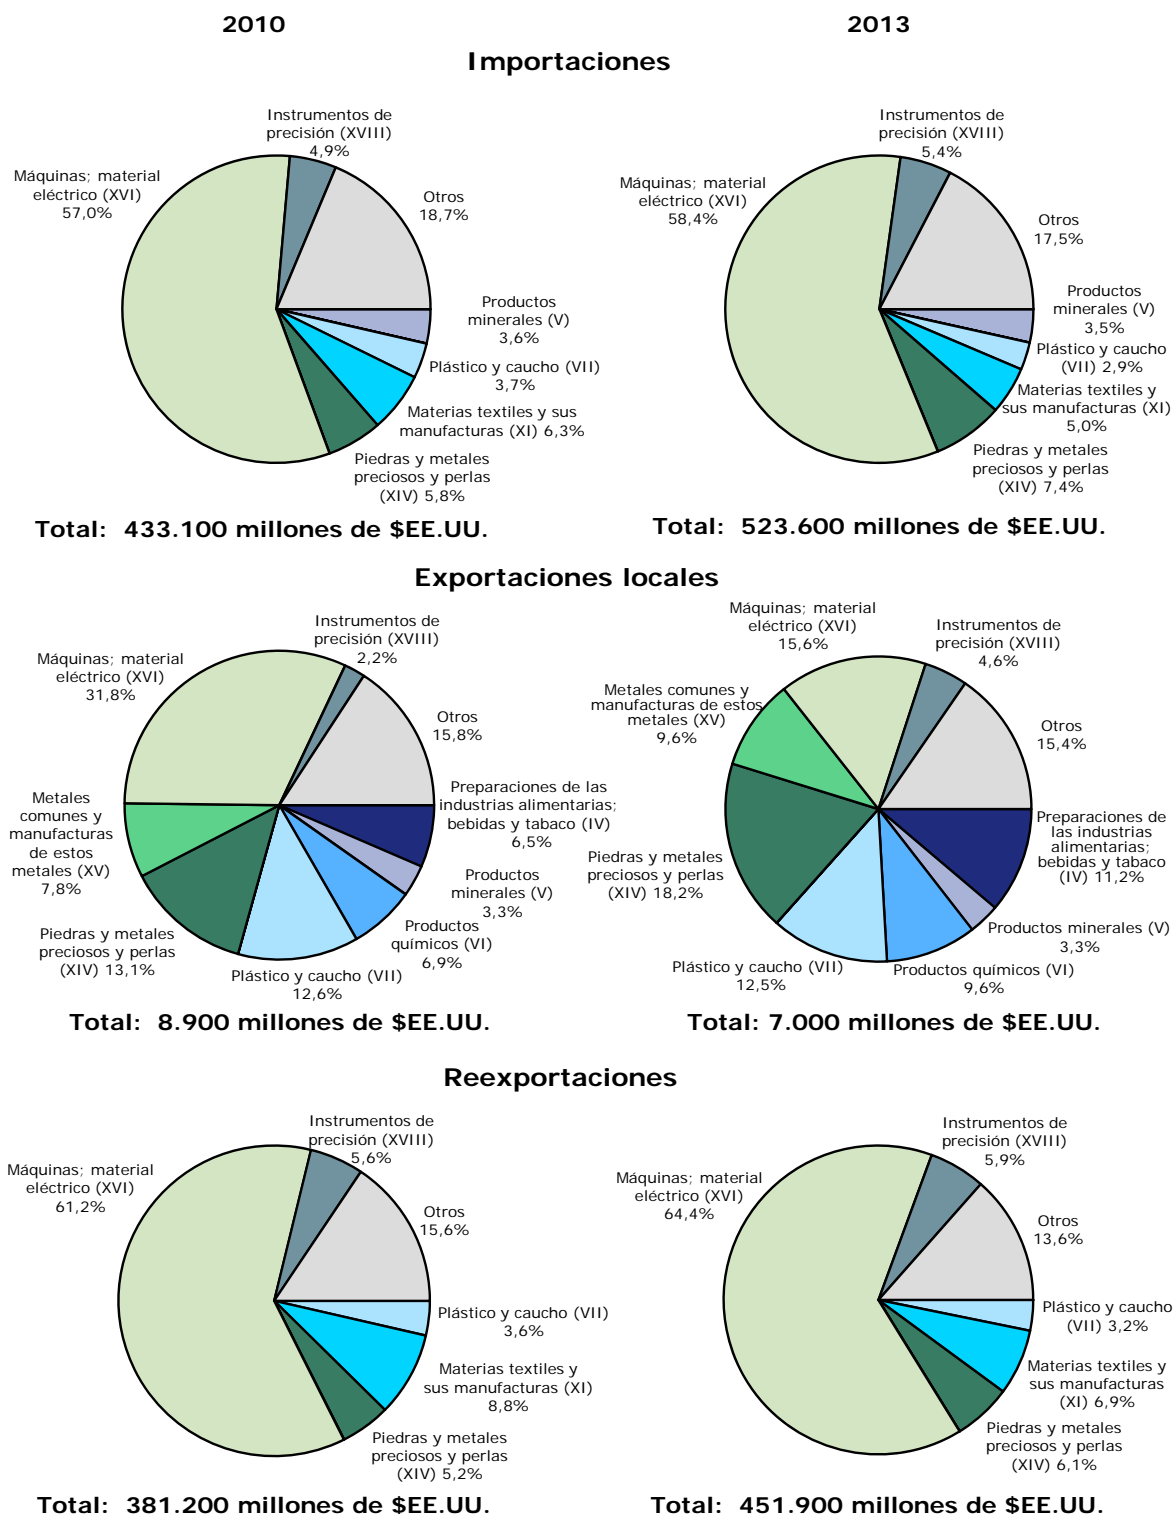 2010
2013
Importaciones
Instrumentos de
precisión (XVIII)
4,9%
Máquinas; material
eléctrico (XVI)
57,0%
Otros
18,7%
Productos
minerales (V)
3,6%
Plástico y caucho (VII)
3,7%
Materias textiles y sus
manufacturas (XI) 6,3%
Piedras y metales
preciosos y perlas
(XIV) 5,8%
Total: 433.100 millones de $EE.UU.
Instrumentos de
precisión (XVIII)
5,4%
Máquinas; material
eléctrico (XVI)
58,4%
Otros
17,5%
Productos
minerales (V)
3,5%
Plástico y caucho
(VII) 2,9%
Materias textiles y
sus manufacturas (XI)
5,0%
Piedras y metales
preciosos y perlas
(XIV) 7,4%
Total: 523.600 millones de $EE.UU.
Exportaciones locales
Instrumentos de
precisión (XVIII)
2,2%
Máquinas; material
eléctrico (XVI)
31,8%
Otros
15,8%
Metales
comunes y
manufacturas
de estos
metales (XV)
7,8%
Preparaciones de las
industrias alimentarias;
bebidas y tabaco (IV)
6,5%
Productos
minerales (V)
3,3%
Productos
químicos (VI)
6,9%
Piedras y metales
preciosos y perlas
(XIV) 13,1%
Plástico y caucho (VII)
12,6%
Total: 8.900 millones de $EE.UU.
Máquinas; material
eléctrico (XVI)
15,6%
Instrumentos de
precisión (XVIII)
4,6%
Metales comunes y
manufacturas de estos
metales (XV)
9,6%
Otros
15,4%
Preparaciones de
las industrias
alimentarias;
bebidas y tabaco
(IV) 11,2%
Piedras y metales
preciosos y perlas
(XIV) 18,2%
Productos minerales (V)
3,3%
Plástico y caucho (VII)
12,5%
Productos químicos (VI)
9,6%
Total: 7.000 millones de $EE.UU.
Reexportaciones
Instrumentos de
precisión (XVIII)
5,6%
Máquinas; material
eléctrico (XVI)
61,2%
Otros
15,6%
Plástico y caucho (VII)
3,6%
Materias textiles y
sus manufacturas (XI)
8,8%
Piedras y metales
preciosos y perlas
(XIV) 5,2%
Total: 381.200 millones de $EE.UU.
Instrumentos de
precisión (XVIII)
5,9%
Máquinas; material
eléctrico (XVI)
64,4%
Otros
13,6%
Plástico y caucho
(VII) 3,2%
Materias textiles y
sus manufacturas
(XI) 6,9%
Piedras y metales
preciosos y perlas
(XIV) 6,1%
Total: 451.900 millones de $EE.UU.